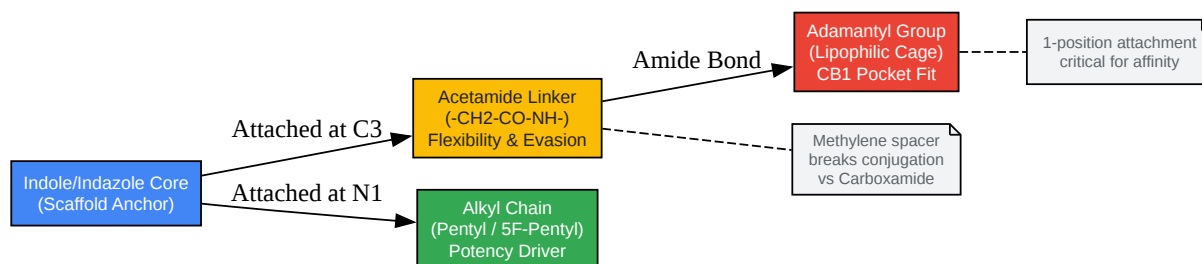 Adamantyl Group
(Lipophilic Cage)
CB1 Pocket Fit
1-position attachment
critical for affinity
Amide Bond
Acetamide Linker
(-CH2-CO-NH-)
Flexibility & Evasion
Attached at C3
Methylene spacer
breaks conjugation
vs Carboxamide
Indole/Indazole Core
(Scaffold Anchor)
Attached at N1
Alkyl Chain
(Pentyl / 5F-Pentyl)
Potency Driver